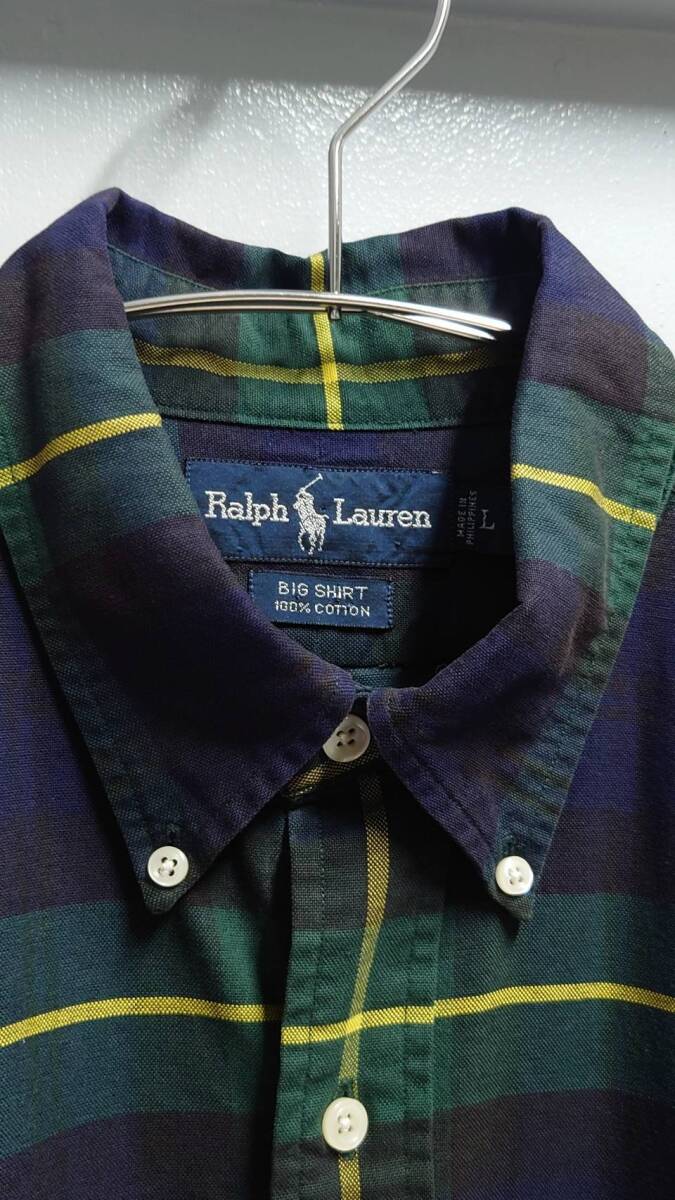 Ralph Lauren
MADE IN
PHILIPPINES
L
BIG SHIRT
100% COTTON